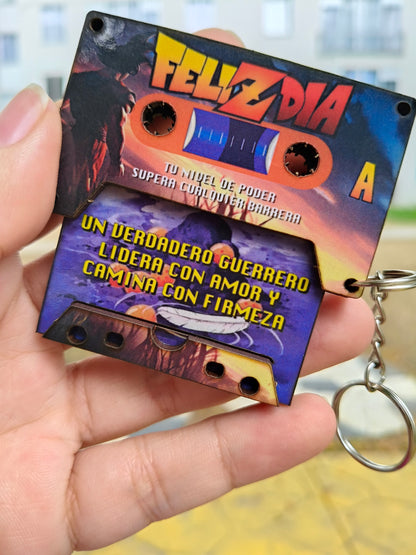 FELIZ DIA
TU NIVEL DE PODER
SUPERA CUALQUIER BARRERA
A
UN VERDADERO GUERRERO
LIDERA CON AMOR Y
CAMINA CON FIRMEZA